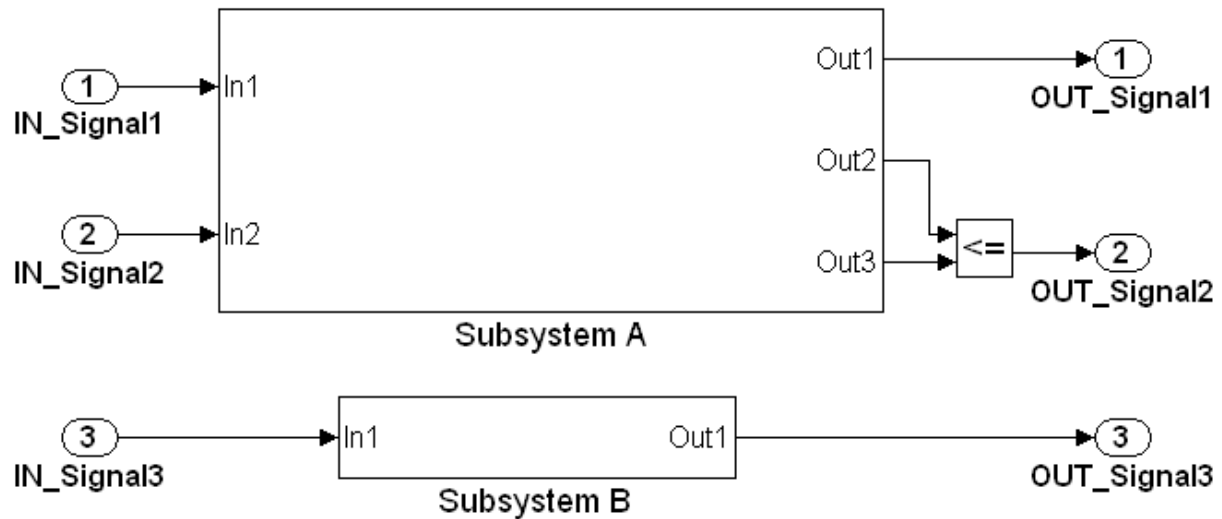 Out1
1
1
In1
IN_Signal1
OUT_Signal1
Out2
2
In2
<=
2
IN_Signal2
Out3
OUT_Signal2
Subsystem A
3
In1
Out1
3
IN_Signal3
OUT_Signal3
Subsystem B